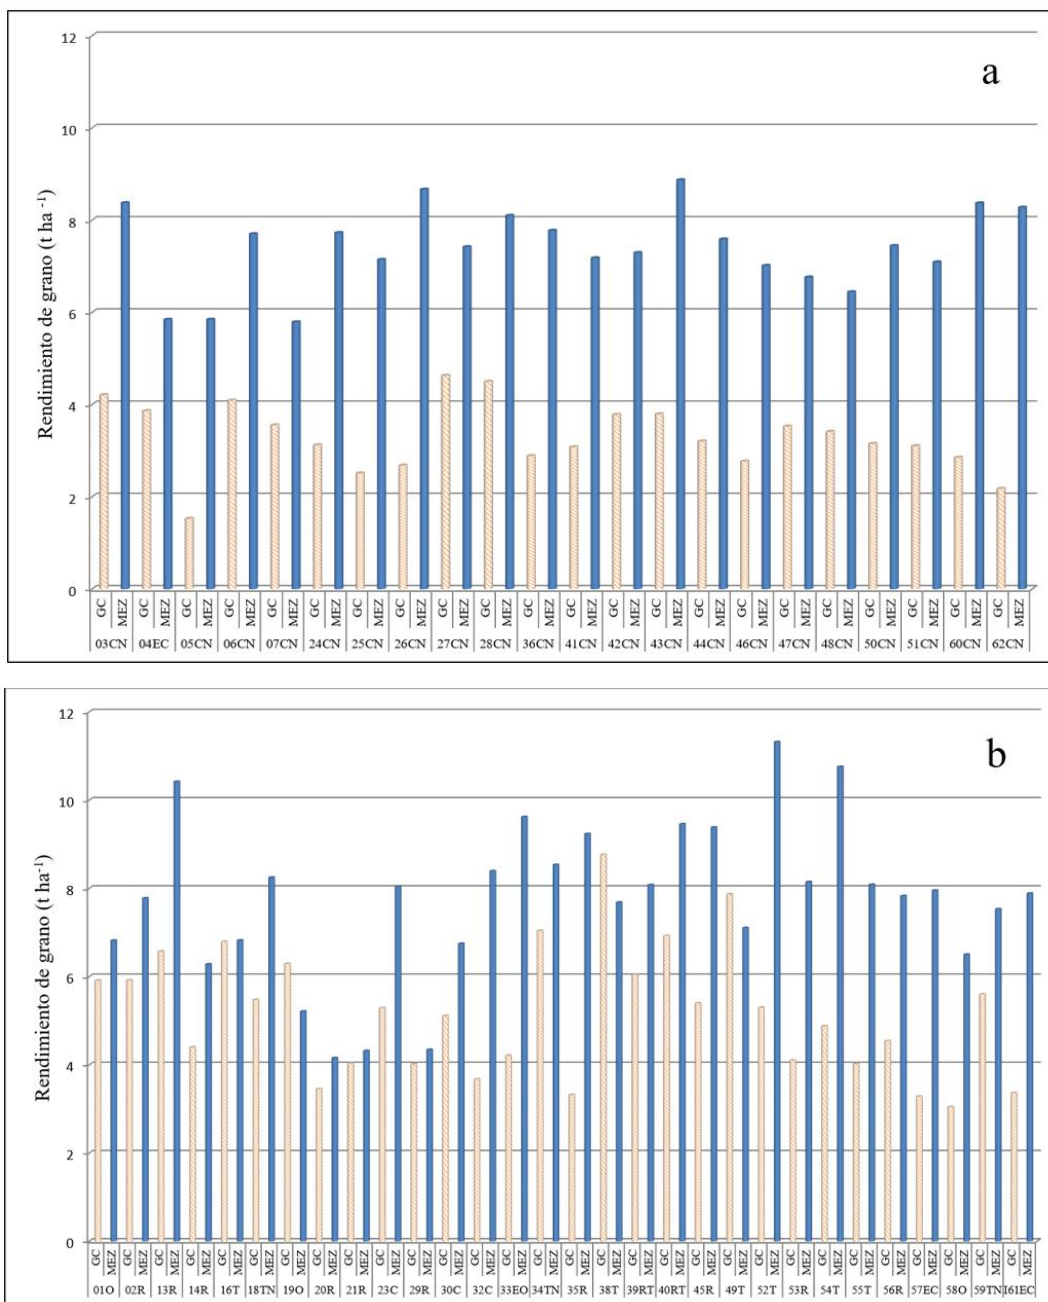 12
a
10
8
6
4
2
0
Rendimiento de grano (t ha -1)
GC MEZ GC MEZ GC MEZ GC MEZ GC MEZ GC MEZ GC MEZ GC MEZ GC MEZ GC MEZ GC MEZ GC MEZ GC MEZ GC MEZ GC MEZ GC MEZ GC MEZ GC MEZ GC MEZ GC MEZ GC MEZ GC MEZ
03CN 04EC 05CN 06CN 07CN 24CN 25CN 26CN 27CN 28CN 36CN 41CN 42CN 43CN 44CN 46CN 47CN 48CN 50CN 51CN 60CN 62CN
12
b
10
8
6
4
2
0
Rendimiento de grano (t ha-1)
GC MEZ GC MEZ GC MEZ GC MEZ GC MEZ GC MEZ GC MEZ GC MEZ GC MEZ GC MEZ GC MEZ GC MEZ GC MEZ GC MEZ GC MEZ GC MEZ GC MEZ GC MEZ GC MEZ GC MEZ GC MEZ GC MEZ GC MEZ GC MEZ GC MEZ GC MEZ GC MEZ GC MEZ GC MEZ GC MEZ
01O 02R 13R 14R 16T 18TN 19O 20R 21R 23C 29R 30C 32C 33EO 34TN 35R 38T 39RT 40RT 45R 49T 52T 53R 54T 55T 56R 57EC 58O 59TN I61EC